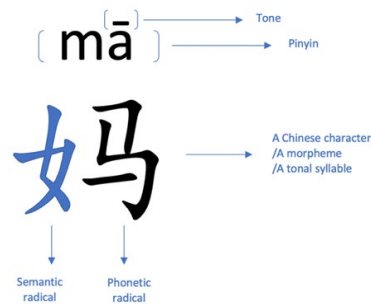 Tone
mā
Pinyin
妈
A Chinese character
/A morpheme
/A tonal syllable
Semantic
radical
Phonetic
radical